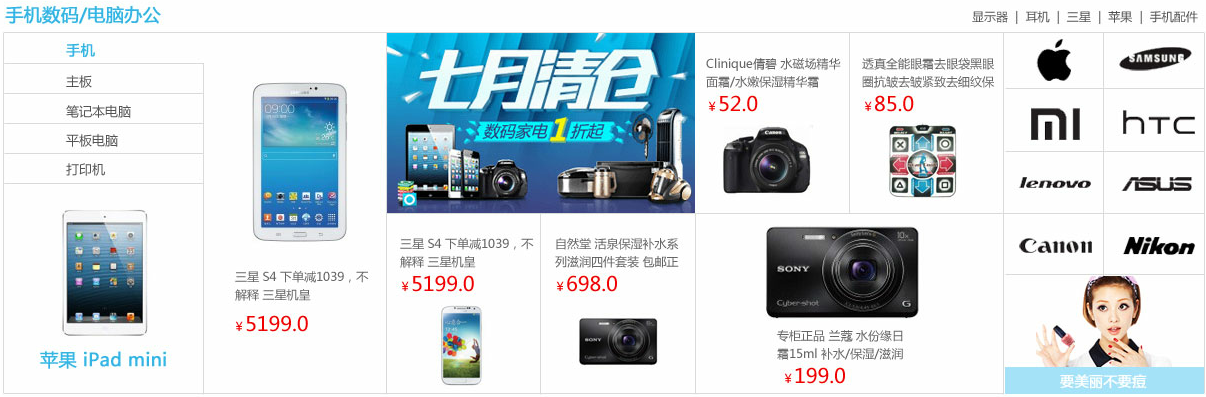 手机数码/电脑办公
显示器 | 耳机 | 三星 | 苹果 | 手机配件
手机
主板
笔记本电脑
平板电脑
打印机
苹果 iPad mini
09:00
三星 S4 下单减1039，不
解释 三星机皇
¥5199.0
七月清仓
数码家电1折起
三星 S4 下单减1039，不
解释 三星机皇
¥5199.0
自然堂 活泉保湿补水系
列滋润四件套装 包邮正
¥698.0
SONY
Cyber-shot
Clinique倩碧 水磁场精华
面霜/水嫩保湿精华霜
¥52.0
Canon
透真全能眼霜去眼袋黑眼
圈抗皱去皱紧致去细纹保
¥85.0
SONY
Cyber-shot
G
10x
专柜正品 兰蔻 水份缘日
霜15ml 补水/保湿/滋润
¥199.0
SAMSUNG
mi
hTC
lenovo
ASUS
Canon
Nikon
要美丽不要痘